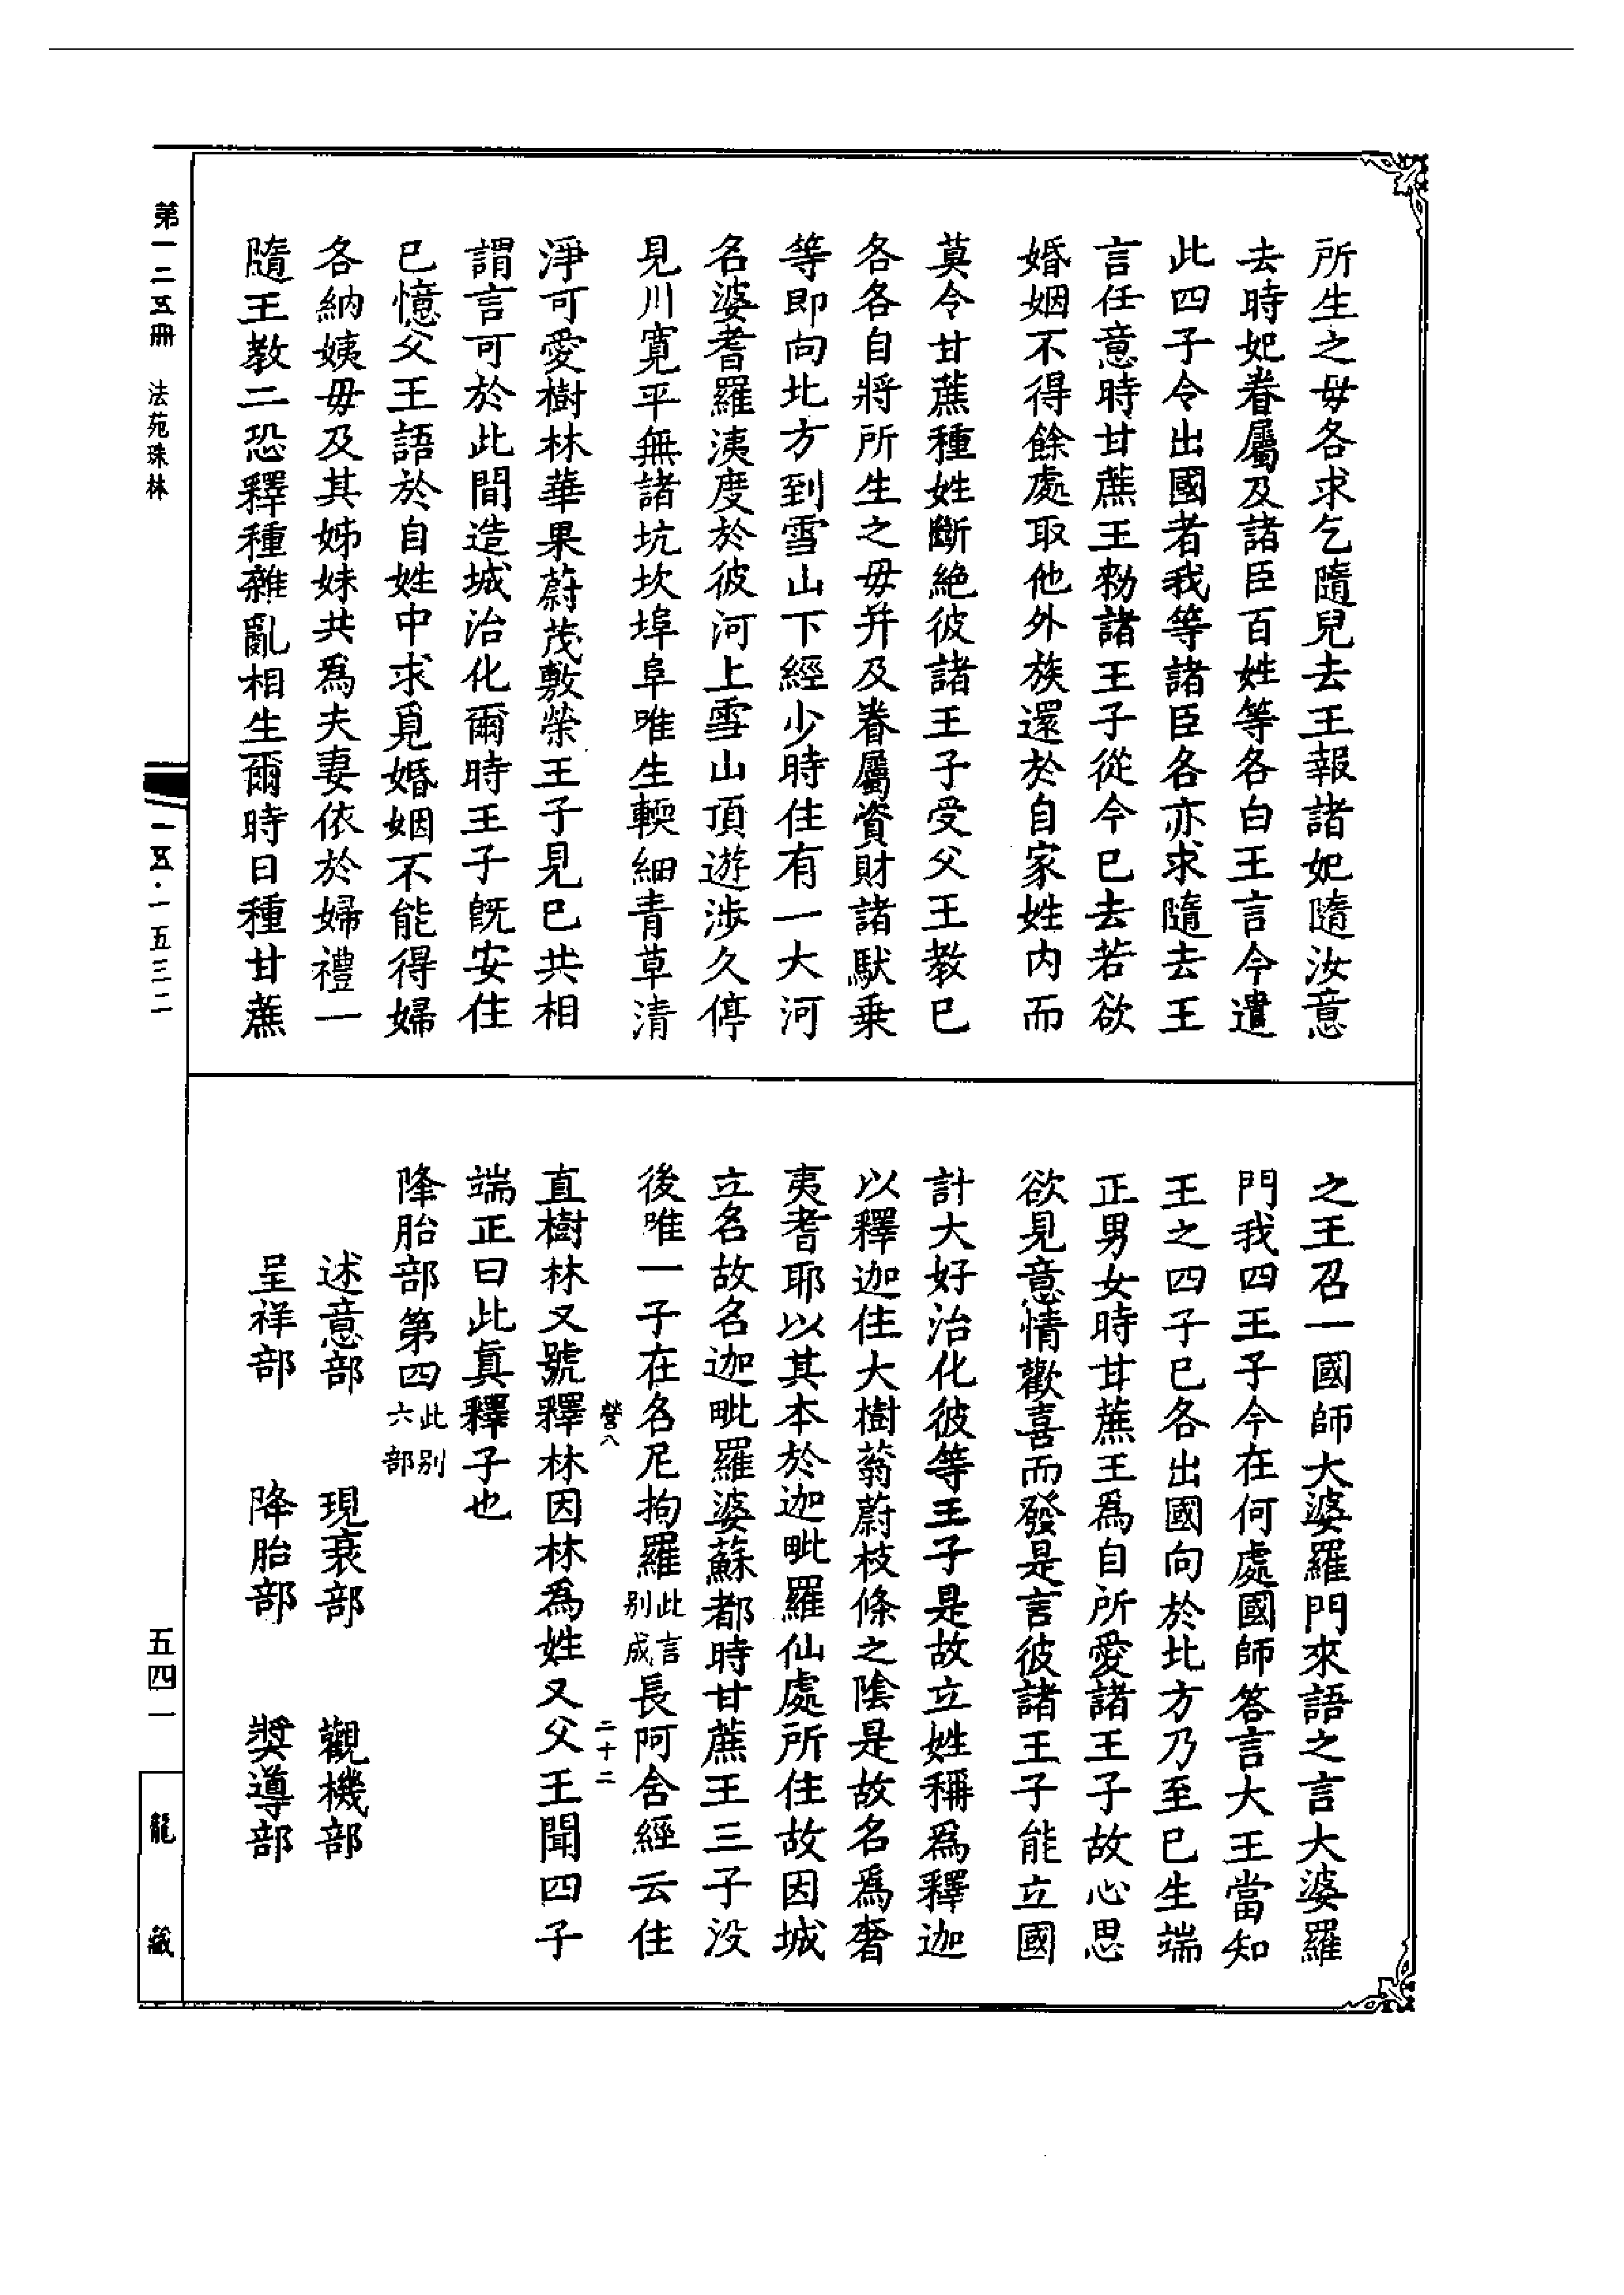 所生之毋各求乞隨兒去王報諸妃隨汝意
去時妃眷屬及諸臣百姓等各白王言今遣
此四子令出國者我等諸臣各亦求隨去王
言任意時甘蔗王勑諸王子從今已去若欲
婚姻不得餘處取他外族還於自家姓內而
莫令甘蔗種姓斷絶彼諸王子受父王教已
各各自將所生之毋并及眷屬資財諸馱乗
等即向北方到雪山下經少時住有一大河
名婆耆羅洟度於彼河上雪山頂遊涉久停
見川寛平無諸坑坎埠阜唯生輭細青草清
淨可愛樹林華果蔚茂敷榮王子見已共相
謂言可於此間造城治化爾時王子旣安住
已憶父王語於自姓中求覓婚姻不能得婦
各納姨毋及其姊妹共爲夫妻依於婦禮一
隨王教二恐釋種雜亂相生爾時日種甘蔗
之王召一國師大婆羅門來語之言大婆羅
門我四王子今在何處國師答言大王當知
王之四子已各出國向於北方乃至已生端
正男女時甘蔗王爲自所愛諸王子故心思
欲見意情歡喜而發是言彼諸王子能立國
計大好治化彼等王子是故立姓稱爲釋迦
以釋迦住大樹蓊蔚枝條之陰是故名爲奢
夷耆耶以其本於迦毗羅仙處所住故因城
立名故名迦毗羅婆蘇都時甘蔗王三子没
後唯一子在名尼拘羅此言别成長阿含經云住
營八 二十二
直樹林又號釋林因林爲姓又父王聞四子
端正曰此眞釋子也
降胎部第四此别六部
述意部 現衰部 觀機部
呈祥部 降胎部 奬導部
第一二五冊 法苑珠林 一五·一五三二 五四一 龍藏